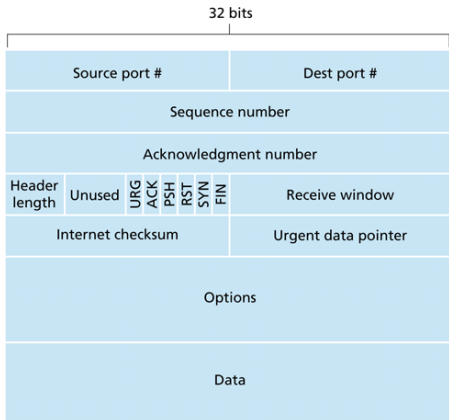 32 bits
Source port # Dest port #
Sequence number
Acknowledgment number
Header length Unused URG ACK PSH RST SYN FIN Receive window
Internet checksum Urgent data pointer
Options
Data